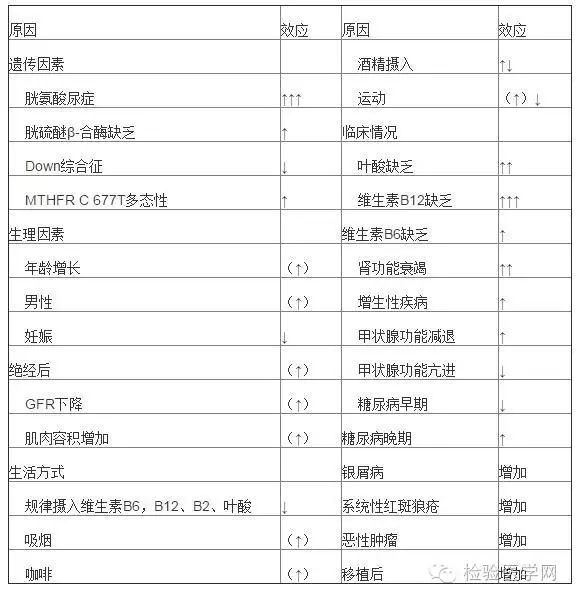 原因 效应 原因 效应
遗传因素 酒精摄入 ↑↓
胱氨酸尿症 ↑↑↑ 运动 （↑）↓
胱硫醚β-合酶缺乏 ↑ 临床情况
Down综合征 ↓ 叶酸缺乏 ↑↑
MTHFR C 677T多态性 ↑ 维生素B12缺乏 ↑↑↑
生理因素 维生素B6缺乏 ↑
年龄增长 （↑） 肾功能衰竭 ↑↑
男性 （↑） 增生性疾病 ↑
妊娠 ↓ 甲状腺功能减退 ↑
绝经后 （↑） 甲状腺功能亢进 ↓
GFR下降 （↑） 糖尿病早期 ↓
肌肉容积增加 （↑） 糖尿病晚期 ↑
生活方式 银屑病 增加
规律摄入维生素B6，B12、B2、叶酸 ↓ 系统性红斑狼疮 增加
吸烟 （↑） 恶性肿瘤 增加
咖啡 （↑） 移植后 增加
检验医学网